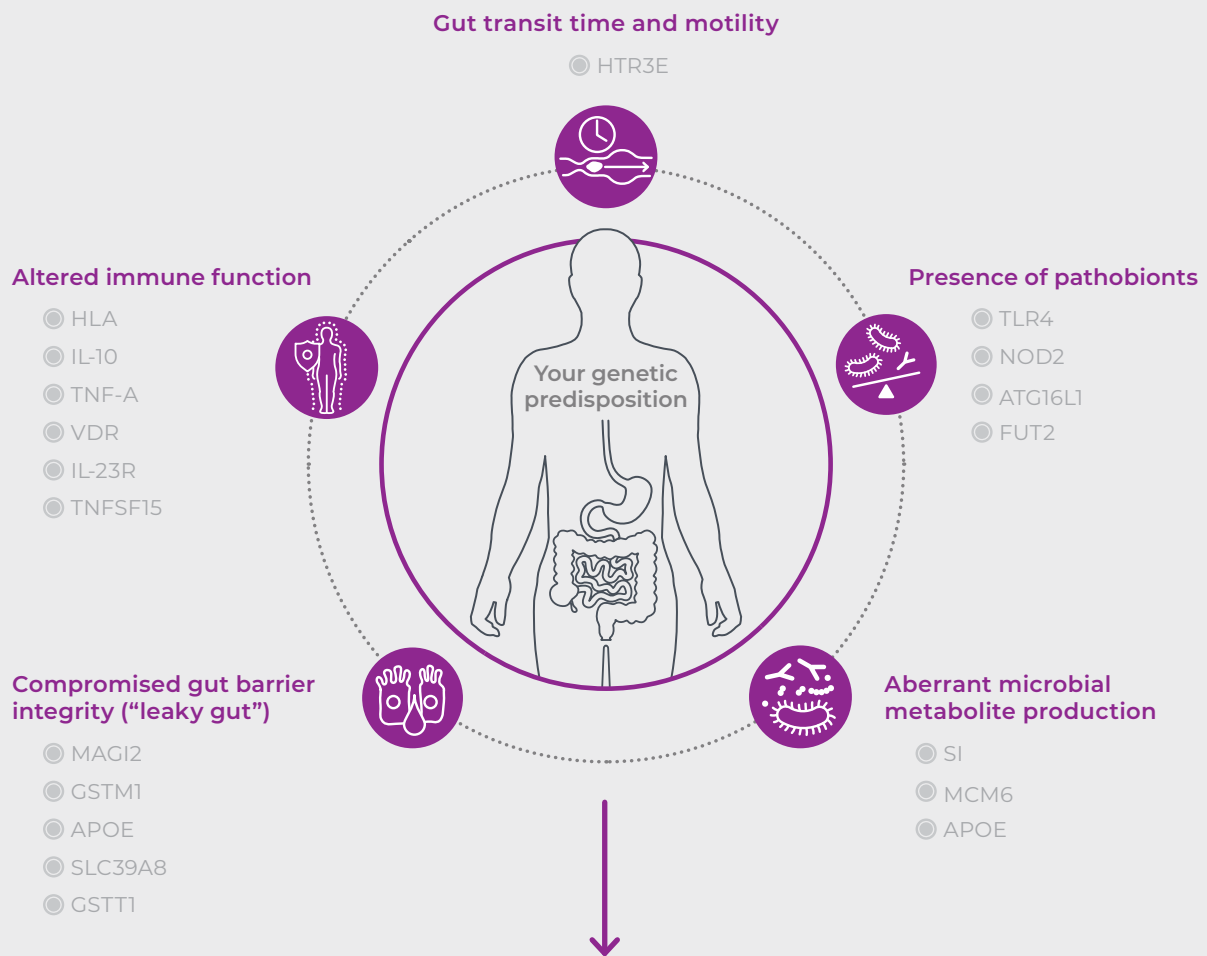 Gut transit time and motility
HTR3E
Altered immune function
HLA
IL-10
TNF-A
VDR
IL-23R
TNFSF15
Presence of pathobionts
TLR4
NOD2
ATG16L1
FUT2
Your genetic
predisposition
Compromised gut barrier
integrity (“leaky gut”)
MAGI2
GSTM1
APOE
SLC39A8
GSTT1
Aberrant microbial
metabolite production
SI
MCM6
APOE